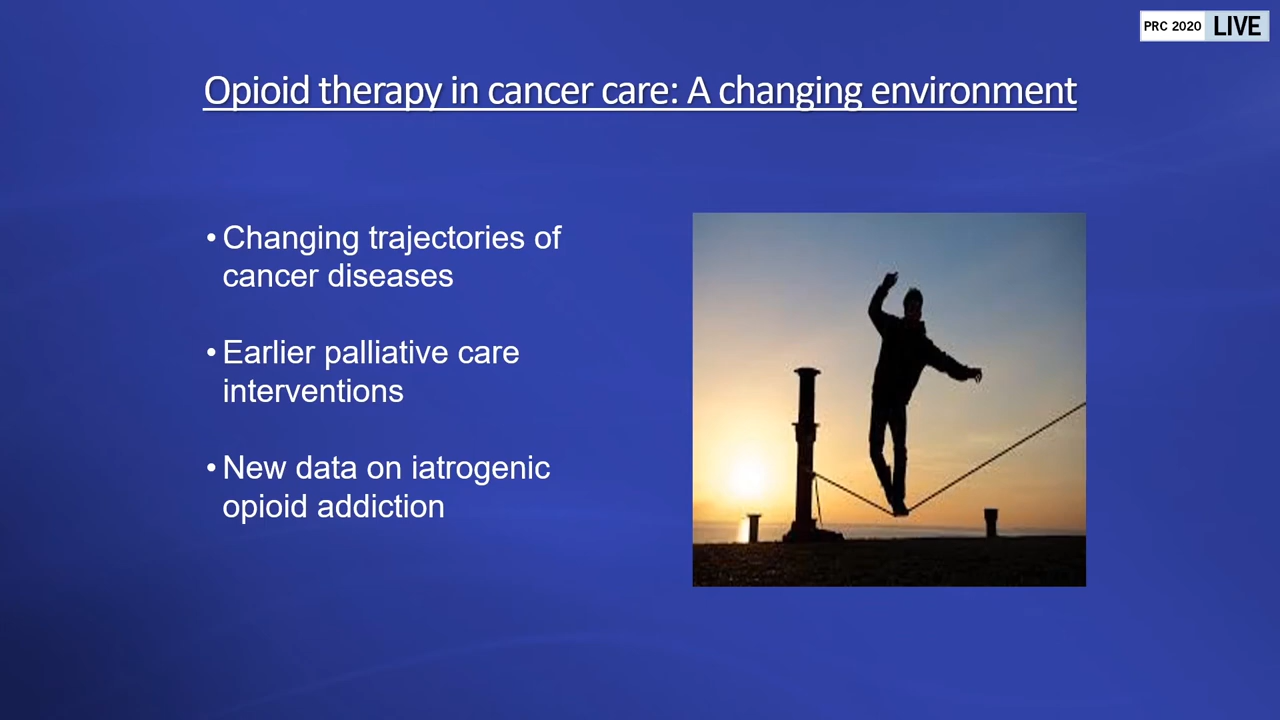 PRC 2020 LIVE
Opioid therapy in cancer care: A changing environment
• Changing trajectories of
cancer diseases
• Earlier palliative care
interventions
• New data on iatrogenic
opioid addiction